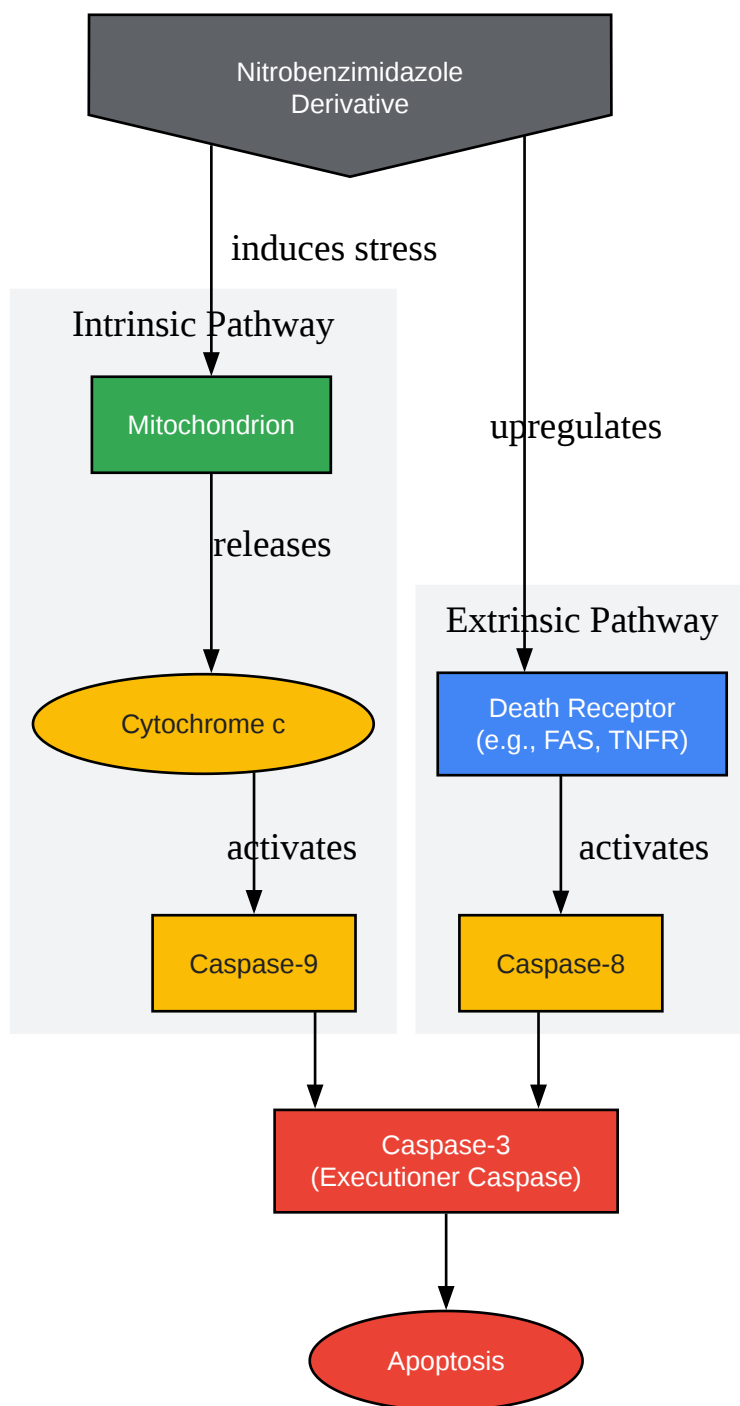 Nitrobenzimidazole
Derivative
induces stress
Intrinsic Pathway
Mitochondrion
upregulates
releases
Extrinsic Pathway
Cytochrome c
Death Receptor
(e.g., FAS, TNFR)
activates
activates
Caspase-9
Caspase-8
Caspase-3
(Executioner Caspase)
Apoptosis